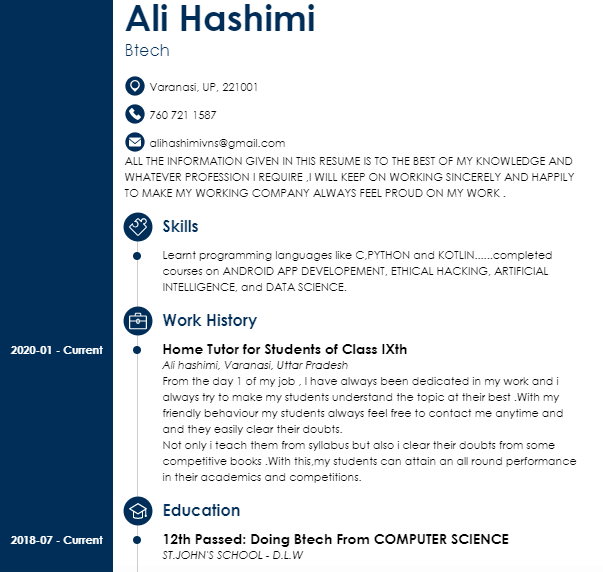 Ali Hashimi
Btech
Varanasi, UP, 221001
760 721 1587
alihashimivns@gmail.com
ALL THE INFORMATION GIVEN IN THIS RESUME IS TO THE BEST OF MY KNOWLEDGE AND
WHATEVER PROFESSION I REQUIRE ,I WILL KEEP ON WORKING SINCERELY AND HAPPILY
TO MAKE MY WORKING COMPANY ALWAYS FEEL PROUD ON MY WORK .
Skills
Learnt programming languages like C,PYTHON and KOTLIN......completed
courses on ANDROID APP DEVELOPEMENT, ETHICAL HACKING, ARTIFICIAL
INTELLIGENCE, and DATA SCIENCE.
Work History
2020-01 - Current
Home Tutor for Students of Class IXth
Ali hashimi, Varanasi, Uttar Pradesh
From the day 1 of my job , I have always been dedicated in my work and i
always try to make my students understand the topic at their best .With my
friendly behaviour my students always feel free to contact me anytime and
and they easily clear their doubts.
Not only i teach them from syllabus but also i clear their doubts from some
competitive books .With this,my students can attain an all round performance
in their academics and competitions.
Education
2018-07 - Current
12th Passed: Doing Btech From COMPUTER SCIENCE
ST.JOHN'S SCHOOL - D.L.W